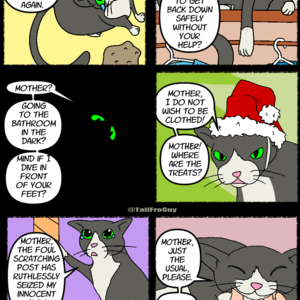 AGAIN.
TO GET
BACK DOWN
SAFELY
WITHOUT
YOUR
HELP?
MOTHER?
GOING
TO THE
BATHROOM
IN THE
DARK?
MIND IF I
DIVE IN
FRONT
OF YOUR
FEET?
MOTHER,
I DO NOT
WISH TO BE
CLOTHED!
MOTHER!
WHERE
ARE THE
TREATS?
@TallFroGuy
MOTHER,
THE FOUL
SCRATCHING
POST HAS
RUTHLESSLY
SEIZED MY
INNOCENT
MOTHER,
JUST
THE
USUAL,
PLEASE.